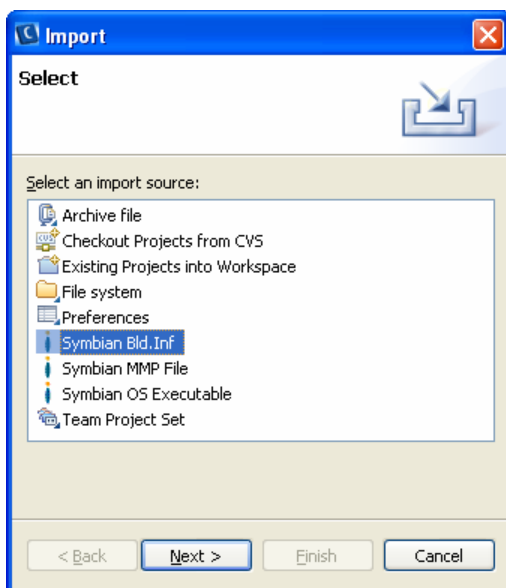 Import
Select
Select an import source:
Archive file
Checkout Projects from CVS
Existing Projects into Workspace
File system
Preferences
Symbian Bld.Inf
Symbian MMP File
Symbian OS Executable
Team Project Set
< Back Next > Finish Cancel